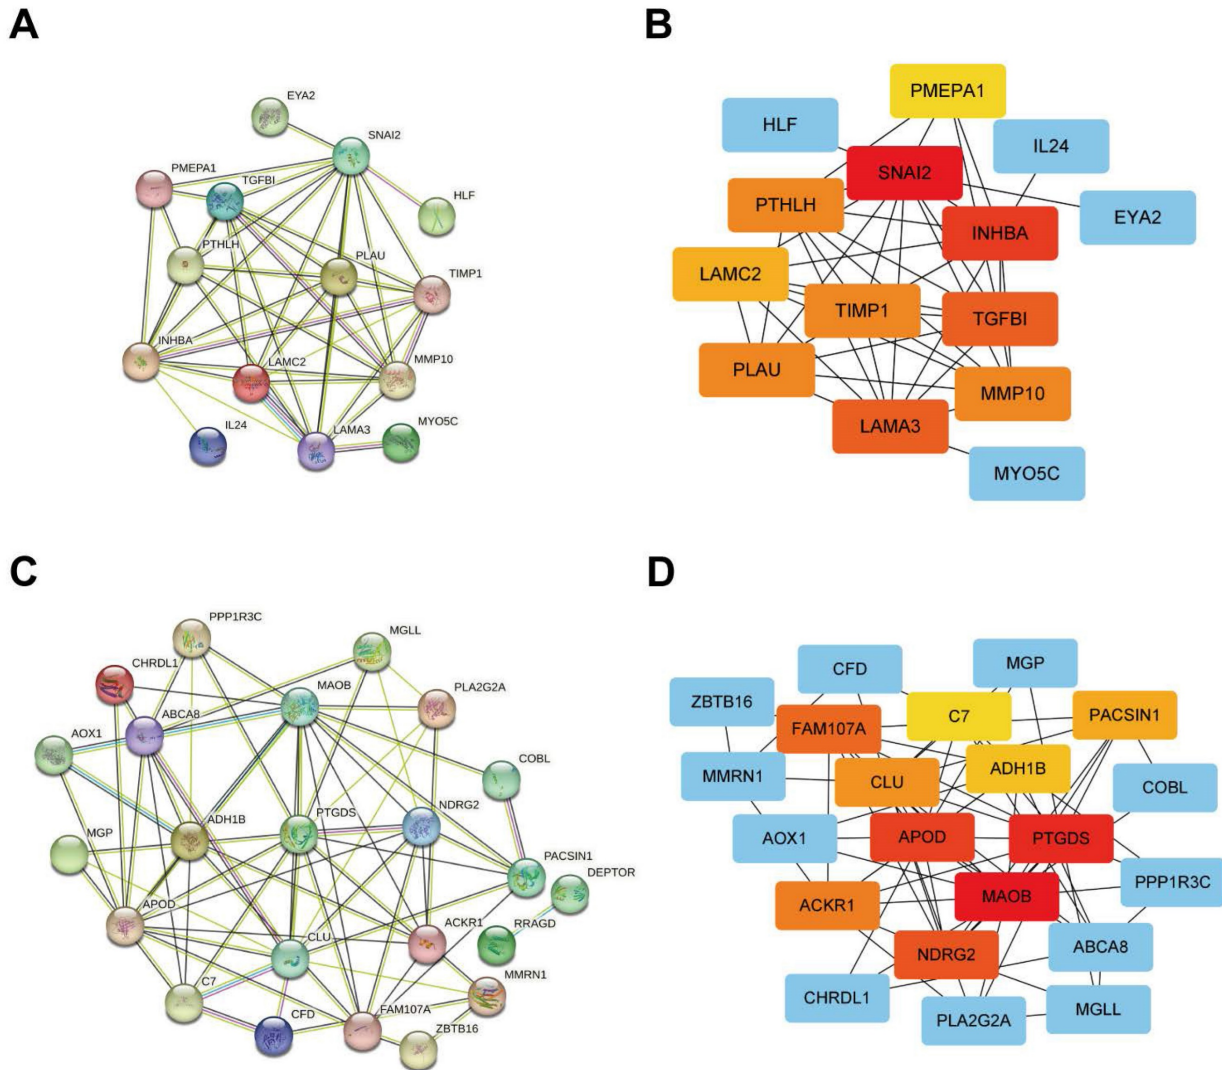 A
EYA2
SNAI2
PMEPA1
TGFBI
HLF
PTHLH
PLAU
TIMP1
INHBA
LAMC2
MMP10
IL24
LAMA3
MYO5C
B
PMEPA1
HLF
IL24
SNAI2
PTHLH
EYA2
INHBA
LAMC2
TIMP1
TGFBI
PLAU
MMP10
LAMA3
MYO5C
C
PPP1R3C
MGLL
CHRDL1
MAOB
PLA2G2A
ABCA8
AOX1
COBL
PTGDS
NDRG2
ADH1B
MGP
PACSIN1
DEPTOR
APOD
ACKR1
RRAGD
CLU
MMRN1
C7
CFD
FAM107A
ZBTB16
D
CFD
MGP
ZBTB16
C7
PACSIN1
FAM107A
ADH1B
MMRN1
CLU
COBL
AOX1
APOD
PTGDS
PPP1R3C
ACKR1
MAOB
NDRG2
ABCA8
CHRDL1
PLA2G2A
MGLL